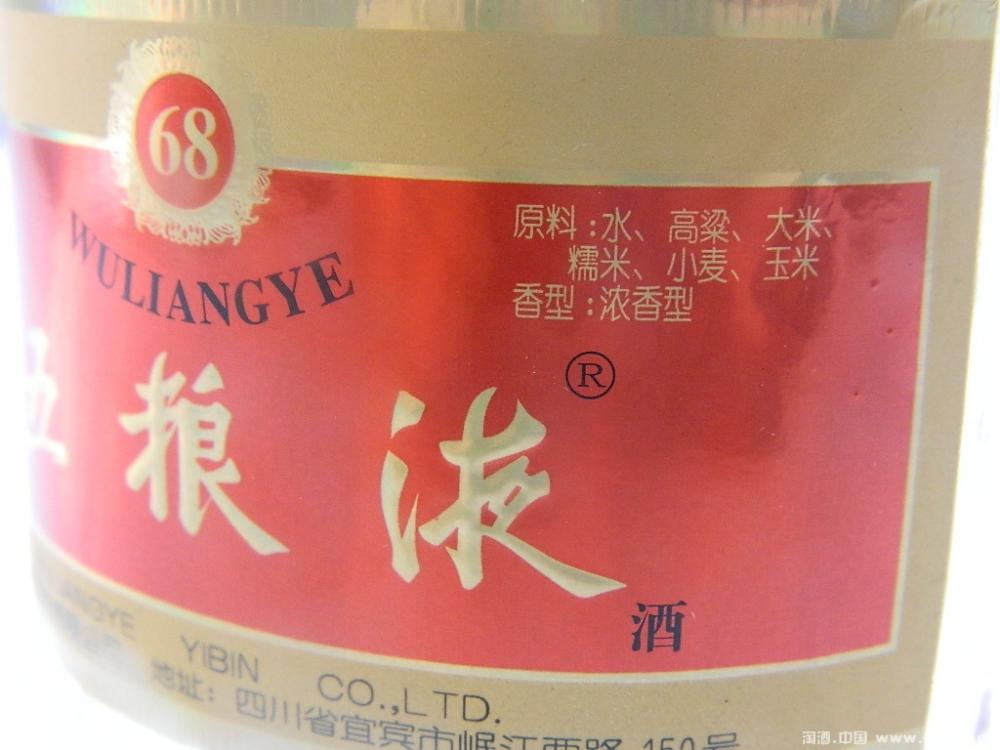 68
WULIANGYE
原料:水、高粱、大米、
糯米、小麦、玉米
香型:浓香型
五粮液®
酒
YIBIN CO.,LTD.
地址:四川省宜宾市岷江西路150号
淘酒.中国 www.